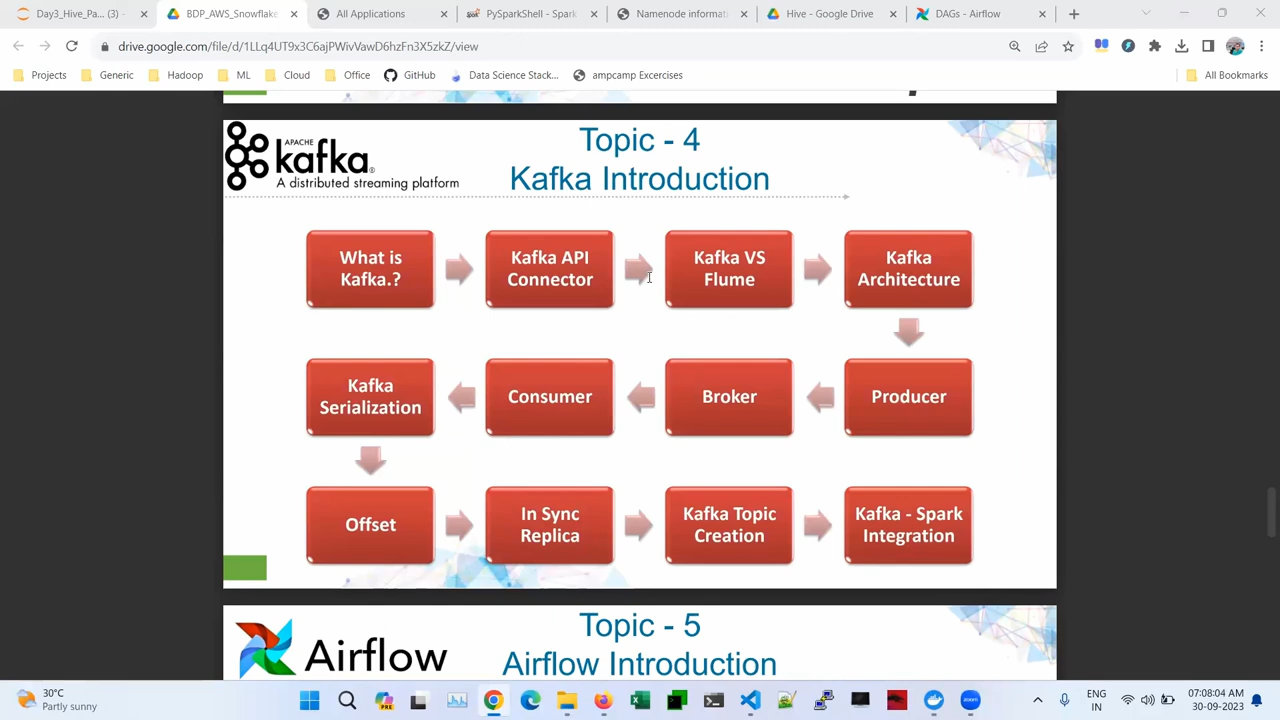 Day3_Hive_Pa... (3) - J
BDP_AWS_Snowflake
All Applications
PySparkShell - Spark
Namenode informati
Hive - Google Drive
DAGs - Airflow
drive.google.com/file/d/1LLq4UT9x3C6ajPWivVawD6hzFn3X5zkZ/view
Projects
Generic
Hadoop
ML
Cloud
Office
GitHub
Data Science Stack...
ampcamp Excercises
All Bookmarks
APACHE
kafka®
A distributed streaming platform
Topic - 4
Kafka Introduction
What is
Kafka.?
Kafka API
Connector
Kafka VS
Flume
Kafka
Architecture
Kafka
Serialization
Consumer
Broker
Producer
Offset
In Sync
Replica
Kafka Topic
Creation
Kafka - Spark
Integration
Airflow
Topic - 5
Airflow Introduction
30°C
Partly sunny
PRE
zoom
ENG
IN
07:08:04 AM
30-09-2023